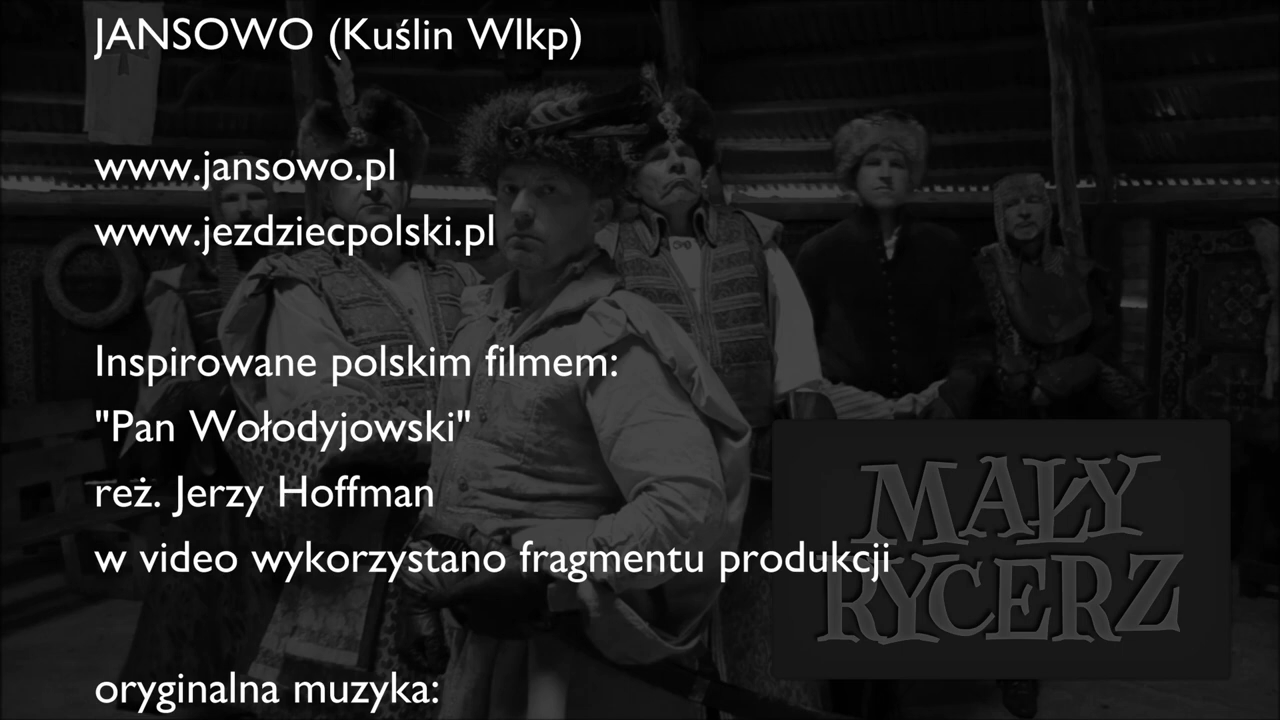 JANSOWO (Kuślin Wlkp)
www.jansowo.pl
www.jezdziecpolski.pl
Inspirowane polskim filmem:
"Pan Wołodyjowski"
reż. Jerzy Hoffman
w video wykorzystano fragmentu produkcji
MAŁY
RYCERZ
oryginalna muzyka: